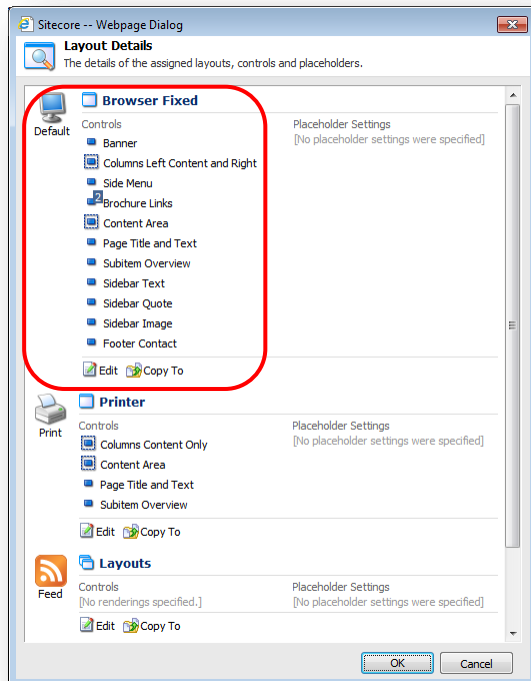 Sitecore -- Webpage Dialog
Layout Details
The details of the assigned layouts, controls and placeholders.
Default
Browser Fixed
Controls
Placeholder Settings
Banner
[No placeholder settings were specified]
Columns Left Content and Right
Side Menu
2
Brochure Links
Content Area
Page Title and Text
Subitem Overview
Sidebar Text
Sidebar Quote
Sidebar Image
Footer Contact
Edit Copy To
Print
Printer
Controls
Placeholder Settings
Columns Content Only
[No placeholder settings were specified]
Content Area
Page Title and Text
Subitem Overview
Edit Copy To
Feed
Layouts
Controls
Placeholder Settings
[No renderings specified.]
[No placeholder settings were specified]
Edit Copy To
OK
Cancel